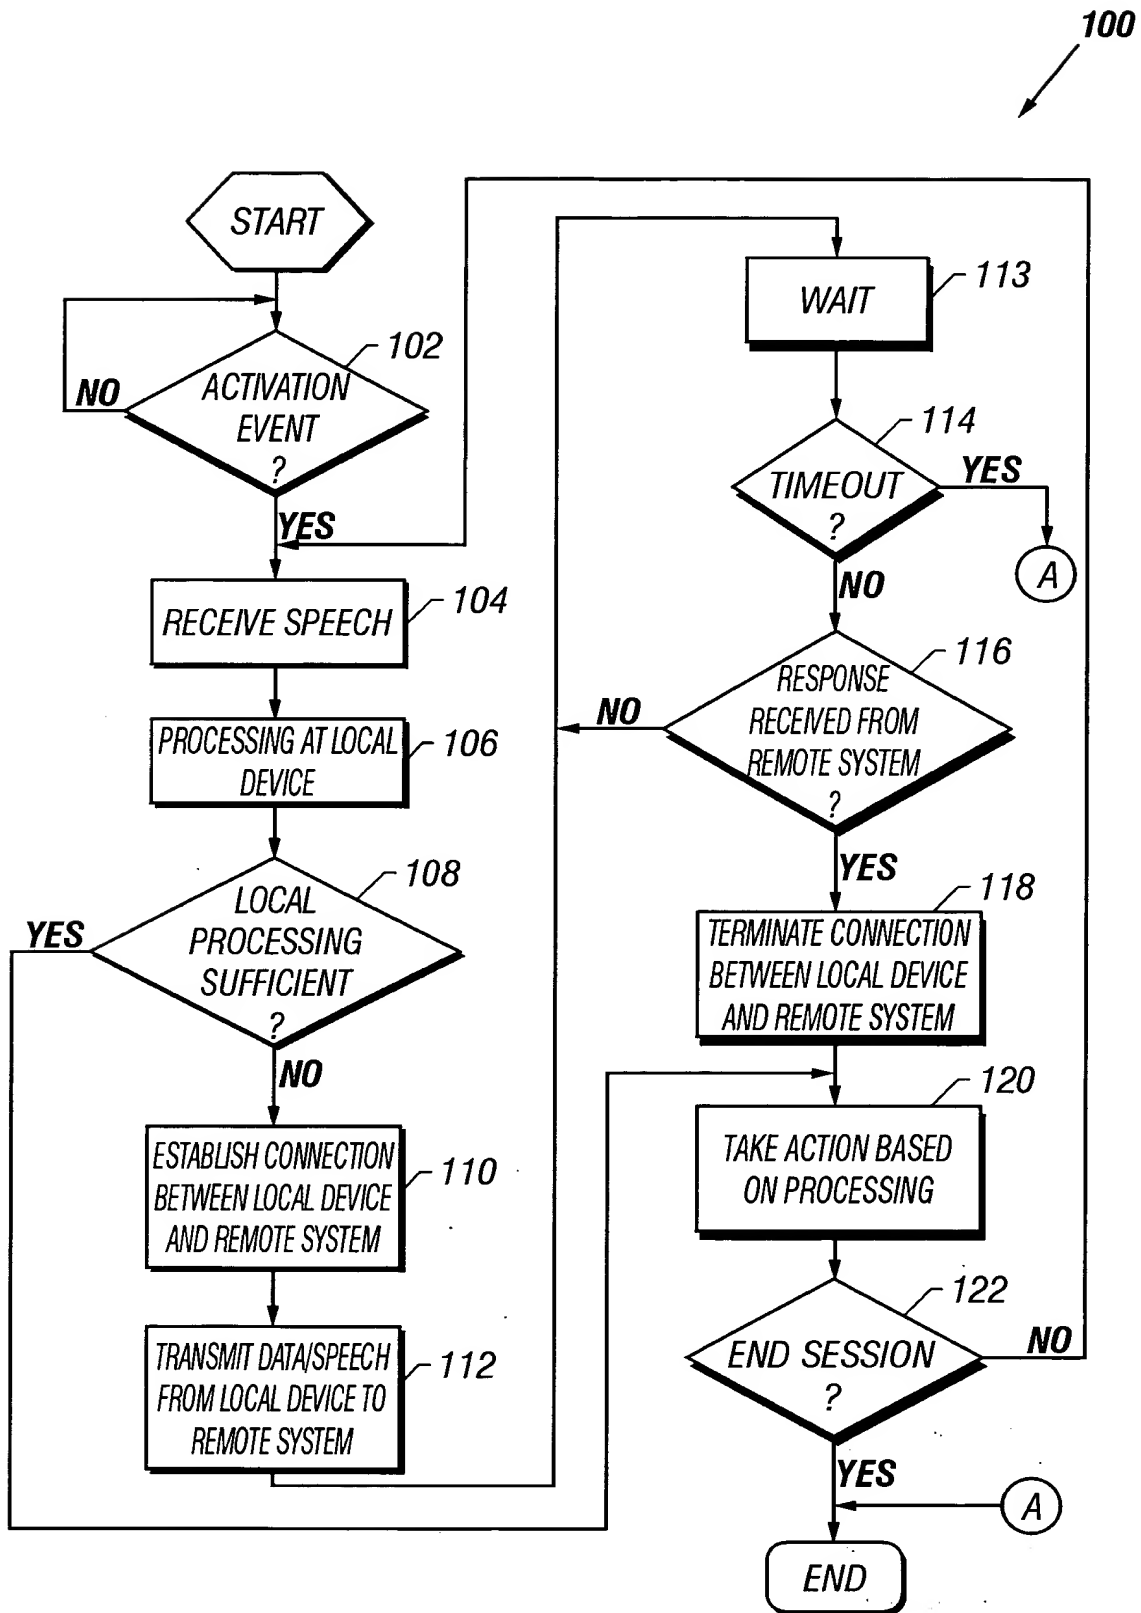 100
START
102
ACTIVATION
EVENT
?
NO
YES
RECEIVE SPEECH
104
PROCESSING AT LOCAL
DEVICE
106
LOCAL
PROCESSING
SUFFICIENT
?
108
YES
NO
ESTABLISH CONNECTION
BETWEEN LOCAL DEVICE
AND REMOTE SYSTEM
110
TRANSMIT DATA/SPEECH
FROM LOCAL DEVICE TO
REMOTE SYSTEM
112
WAIT
113
TIMEOUT
?
114
YES
A
NO
RESPONSE
RECEIVED FROM
REMOTE SYSTEM
?
116
NO
YES
TERMINATE CONNECTION
BETWEEN LOCAL DEVICE
AND REMOTE SYSTEM
118
TAKE ACTION BASED
ON PROCESSING
120
END SESSION
?
122
NO
YES
A
END